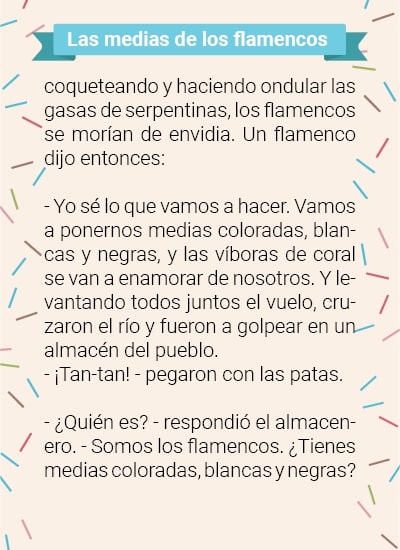 Las medias de los flamencos
coqueteando y haciendo ondular las
gasas de serpentinas, los flamencos
se morían de envidia. Un flamenco
dijo entonces:
- Yo sé lo que vamos a hacer. Vamos
a ponernos medias coloradas, blan-
cas y negras, y las víboras de coral
se van a enamorar de nosotros. Y le-
vantando todos juntos el vuelo, cru-
zaron el río y fueron a golpear en un
almacén del pueblo.
- ¡Tan-tan! - pegaron con las patas.
- ¿Quién es? - respondió el almacen-
ero. - Somos los flamencos. ¿Tienes
medias coloradas, blancas y negras?